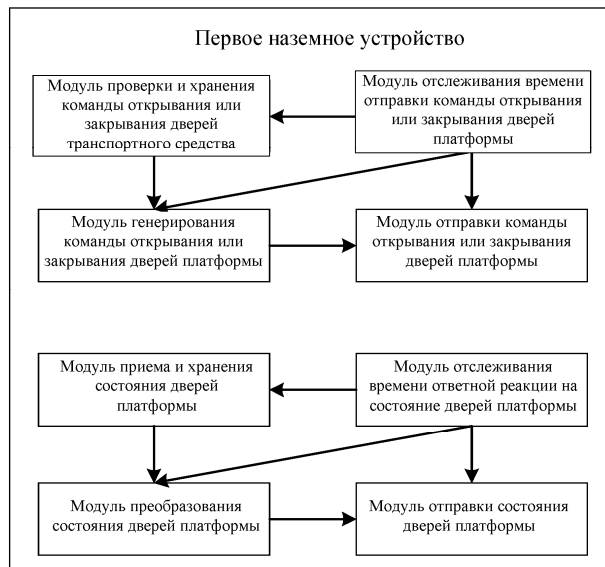 Первое наземное устройство
Модуль проверки и хранения
команды открывания или
закрывания дверей
транспортного средства
Модуль отслеживания времени
отправки команды открывания
или закрывания дверей
платформы
Модуль генерирования
команды открывания или
закрывания дверей платформы
Модуль отправки команды
открывания или закрывания
дверей платформы
Модуль приема и хранения
состояния дверей
платформы
Модуль отслеживания
времени ответной реакции на
состояние дверей платформы
Модуль преобразования
состояния дверей платформы
Модуль отправки состояния
дверей платформы